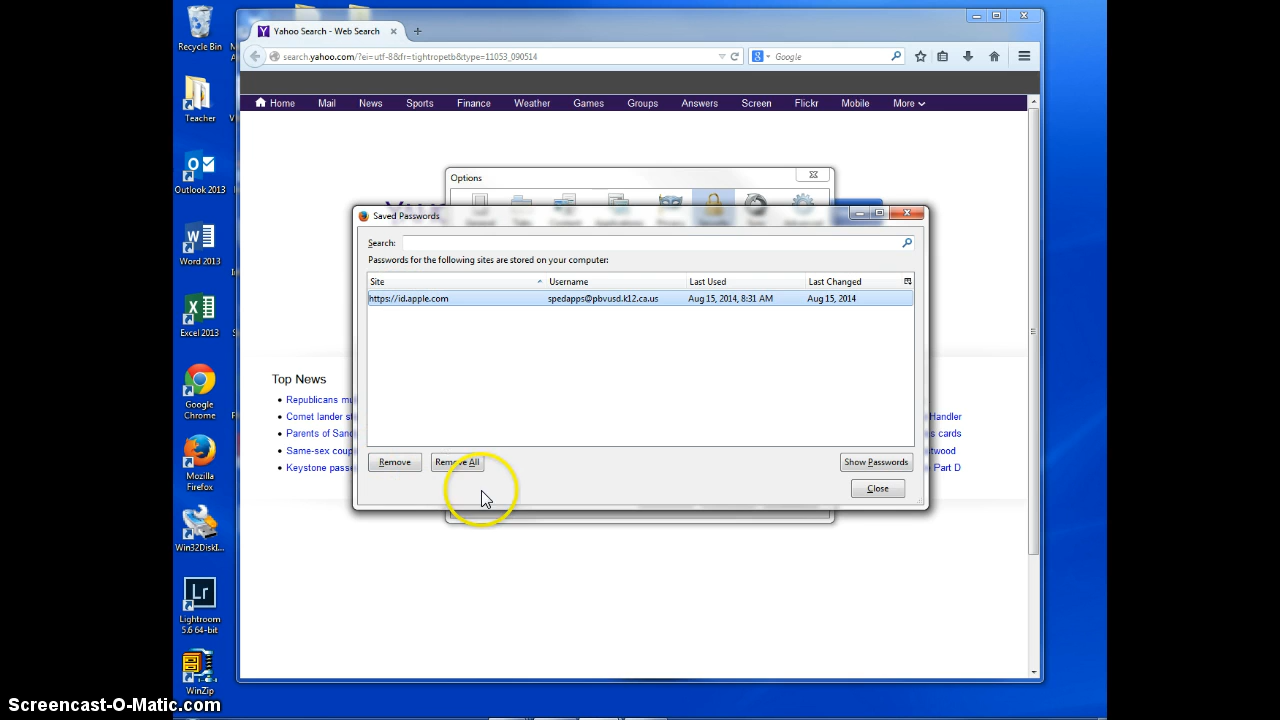 Recycle Bin
Teacher
Outlook 2013
Word 2013
Excel 2013
Google
Chrome
Mozilla
Firefox
Win32DiskI...
Lightroom
5.6 64-bit
WinZip
Yahoo Search - Web Search
search.yahoo.com/?ei=utf-8&fr=tightropetb&type=11053_090514
Google
Home Mail News Sports Finance Weather Games Groups Answers Screen Flickr Mobile More
Options
Saved Passwords
Search:
Passwords for the following sites are stored on your computer:
Site Username Last Used Last Changed
https://id.apple.com spedapps@pbvusd.k12.ca.us Aug 15, 2014, 8:31 AM Aug 15, 2014
Remove Remove All Show Passwords
Close
Top News
Republicans
Comet lander Handler
Parents of cards
Same-sex
Keystone Part D
Screencast-O-Matic.com